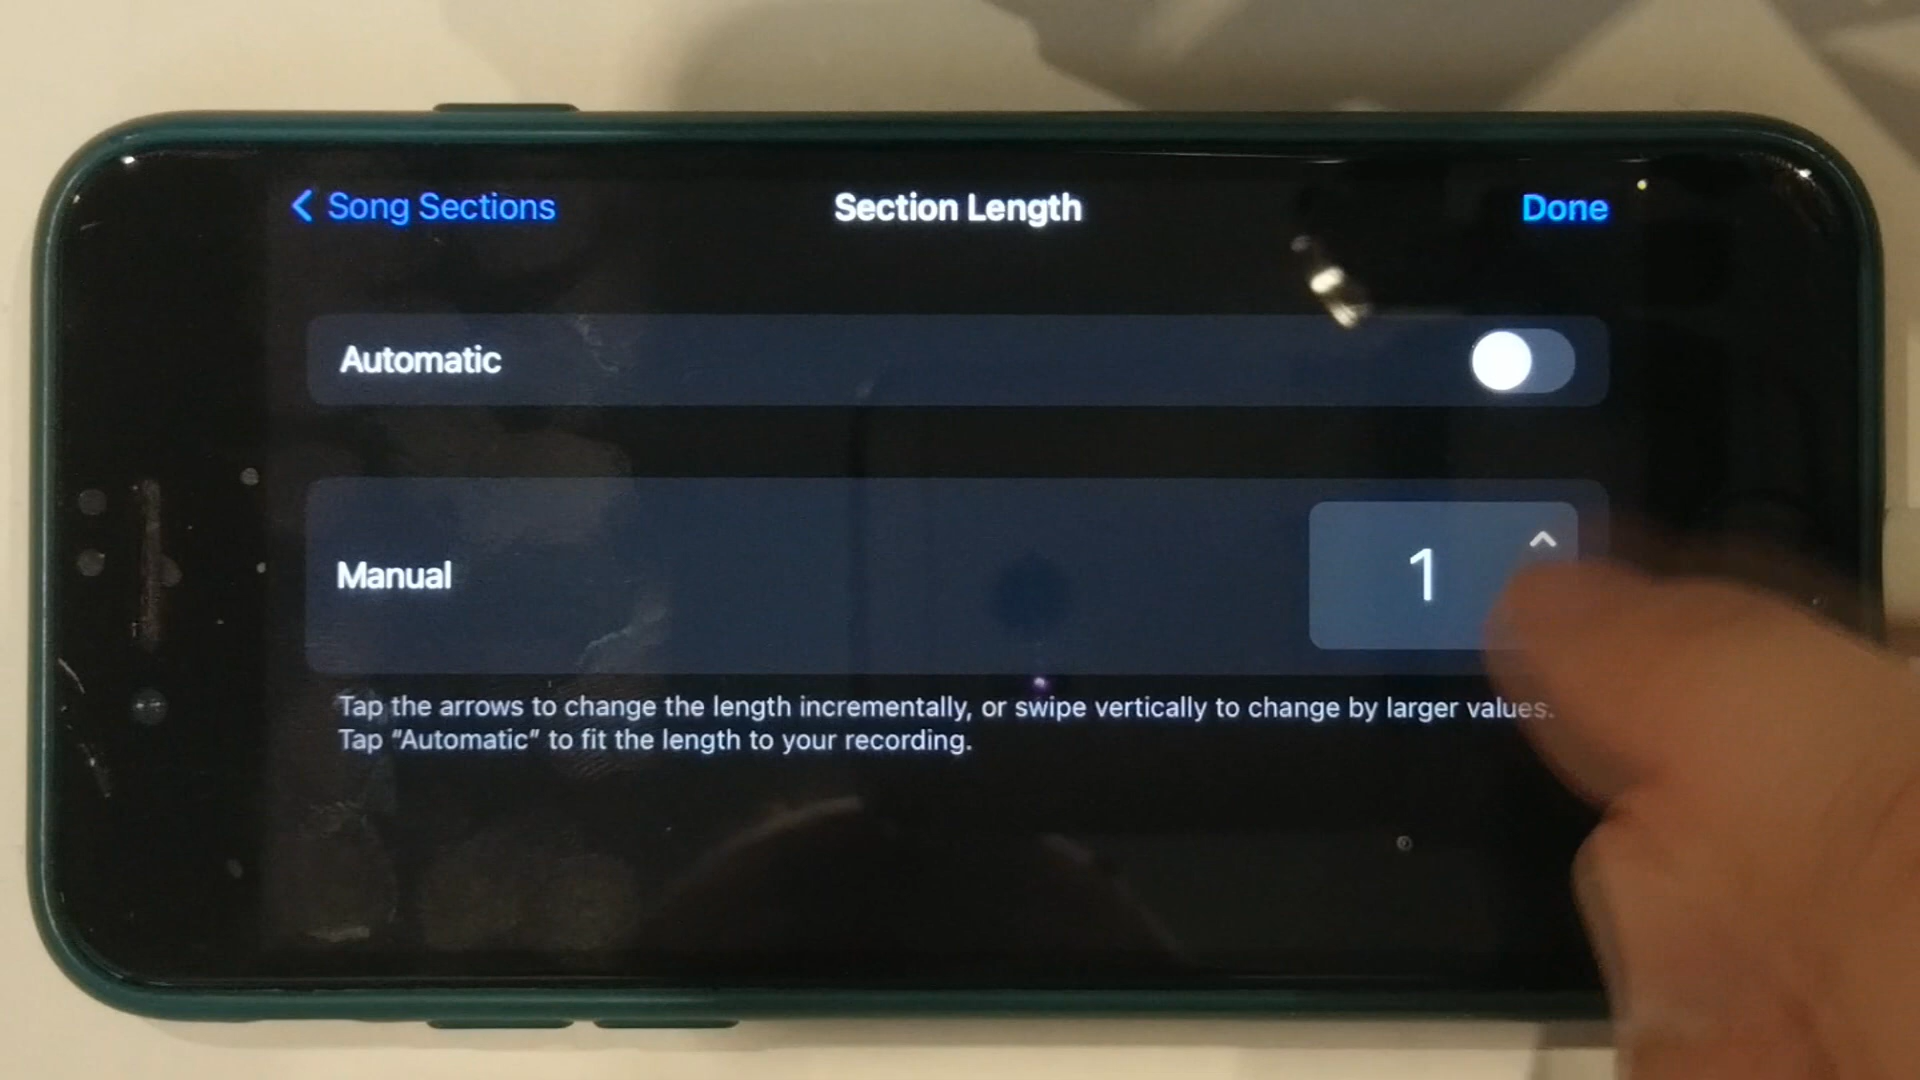 Song Sections
Section Length
Done
Automatic
Manual
1
Tap the arrows to change the length incrementally, or swipe vertically to change by larger values.
Tap “Automatic” to fit the length to your recording.